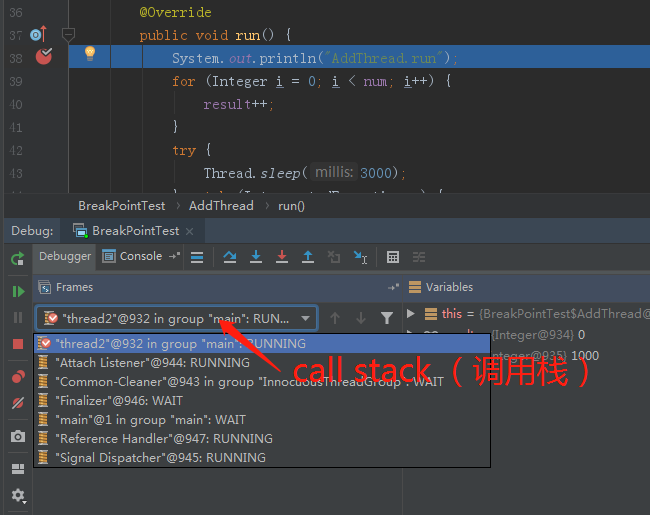 36 @Override
37 public void run() {
38 System.out.println("AddThread.run");
39 for (Integer i = 0; i < num; i++) {
40 result++;
41 }
42 try {
43 Thread.sleep( millis: 3000);
BreakPointTest > AddThread > run()
Debug: BreakPointTest ×
Debugger Console
Frames Variables
"thread2"@932 in group "main": RUN... this = {BreakPointTest$AddThread@
"thread2"@932 in group "main": RUNNING {Integer@934} 0
"Attach Listener"@944: RUNNING 1000
call stack（调用栈）
"Common-Cleaner"@943 in group "InnocuousThreadGroup": WAIT
"Finalizer"@946: WAIT
"main"@1 in group "main": WAIT
"Reference Handler"@947: RUNNING
"Signal Dispatcher"@945: RUNNING